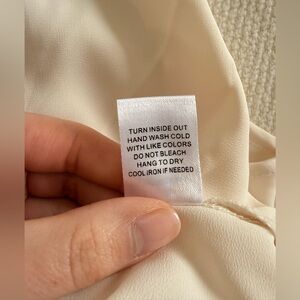 TURN INSIDE OUT
HAND WASH COLD
WITH LIKE COLORS
DO NOT BLEACH
HANG TO DRY
COOL IRON IF NEEDED